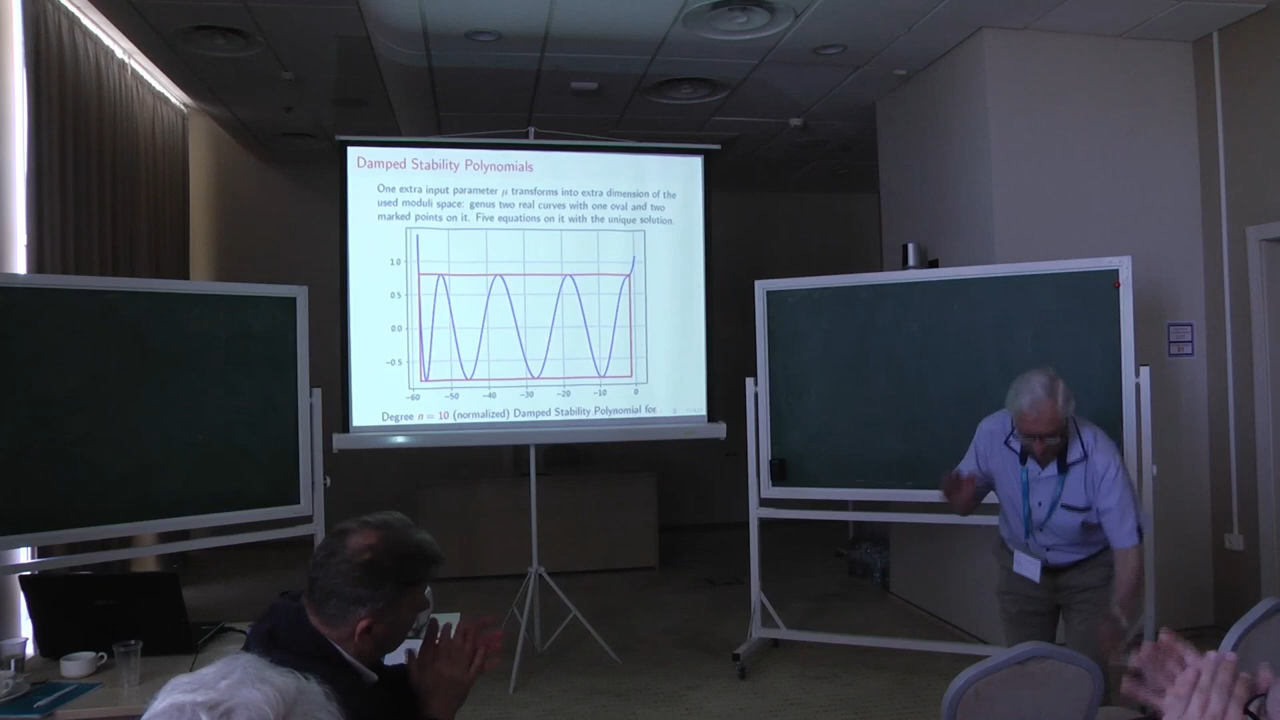 Damped Stability Polynomials
One extra input parameter μ transforms into extra dimension of the
used moduli space: genus two real curves with one oval and two
marked points on it. Five equations on it with the unique solution.
1.0
0.5
0.0
−0.5
−60 −50 −40 −30 −20 −10 0
Degree n = 10 (normalized) Damped Stability Polynomial for